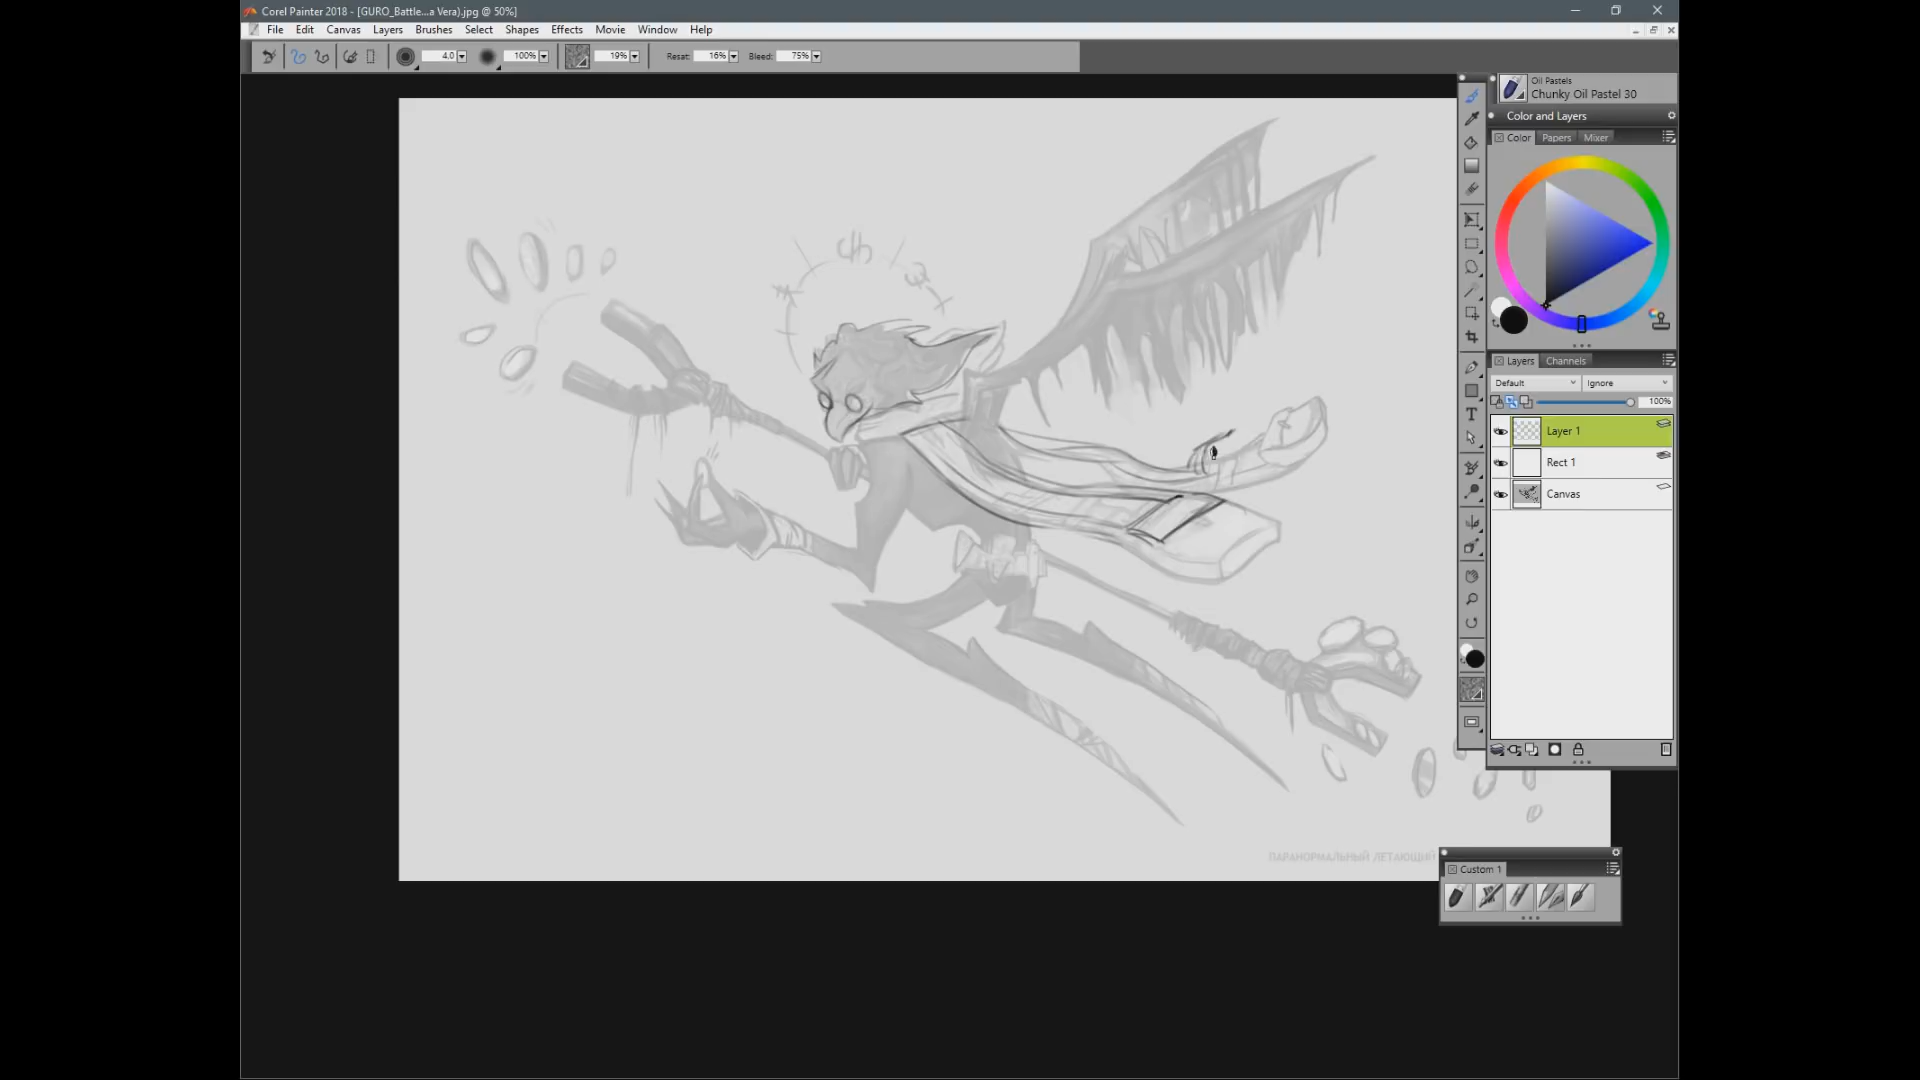 Corel Painter 2018 - [GURO_Battle...a Vera).jpg @ 50%]
File Edit Canvas Layers Brushes Select Shapes Effects Movie Window Help
4.0 100% 19% Resat: 16% Bleed: 75%
Oil Pastels
Chunky Oil Pastel 30
Color and Layers
Color Papers Mixer
Layers Channels
Default Ignore
100%
Layer 1
Rect 1
Canvas
T
ПАРАНОРМАЛЬНЫЙ ЛЕТАЮЩИЙ
Custom 1